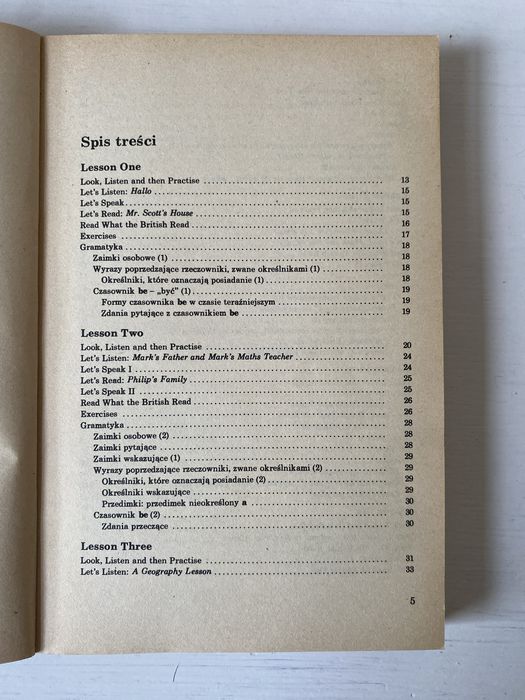 Spis treści
Lesson One
Look, Listen and then Practise 13
Let's Listen: Hallo 15
Let's Speak 15
Let's Read: Mr. Scott's House 15
Read What the British Read 16
Exercises 17
Gramatyka 18
Zaimki osobowe (1) 18
Wyrazy poprzedzające rzeczowniki, zwane określnikami (1) 18
Określniki, które oznaczają posiadanie (1) 18
Czasownik be – „być” (1) 19
Formy czasownika be w czasie teraźniejszym 19
Zdania pytające z czasownikiem be 19
Lesson Two
Look, Listen and then Practise 20
Let's Listen: Mark's Father and Mark's Maths Teacher 24
Let's Speak I 24
Let's Read: Philip's Family 25
Let's Speak II 25
Read What the British Read 26
Exercises 26
Gramatyka 28
Zaimki osobowe (2) 28
Zaimki pytające 28
Zaimki wskazujące (1) 29
Wyrazy poprzedzające rzeczowniki, zwane określnikami (2) 29
Określniki, które oznaczają posiadanie (2) 29
Określniki wskazujące 29
Przedimki: przedimek nieokreślony a 30
Czasownik be (2) 30
Zdania przeczące 30
Lesson Three
Look, Listen and then Practise 31
Let's Listen: A Geography Lesson 33
5